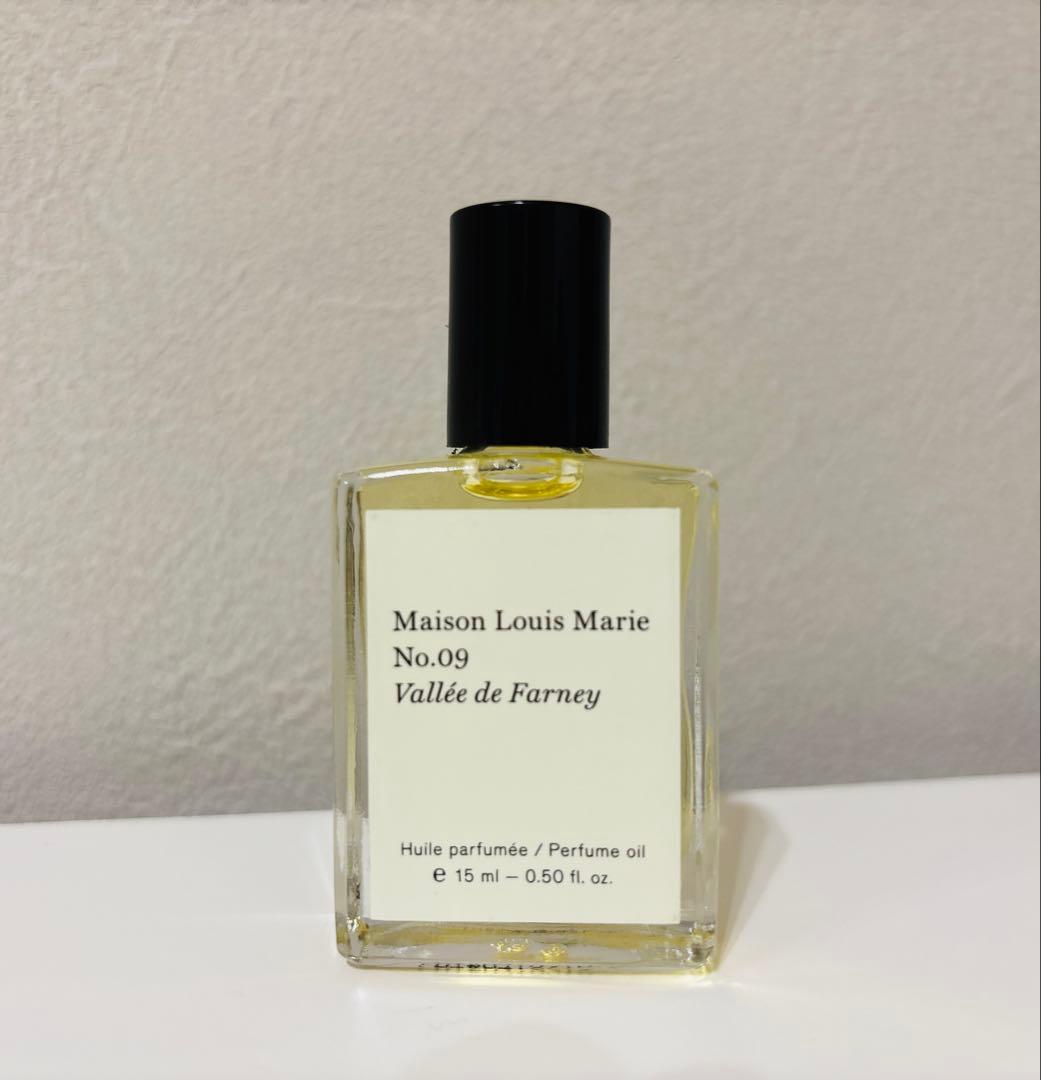 Maison Louis Marie
No.09
Vallée de Farney
Huile parfumée / Perfume oil
℮ 15 ml – 0.50 fl. oz.